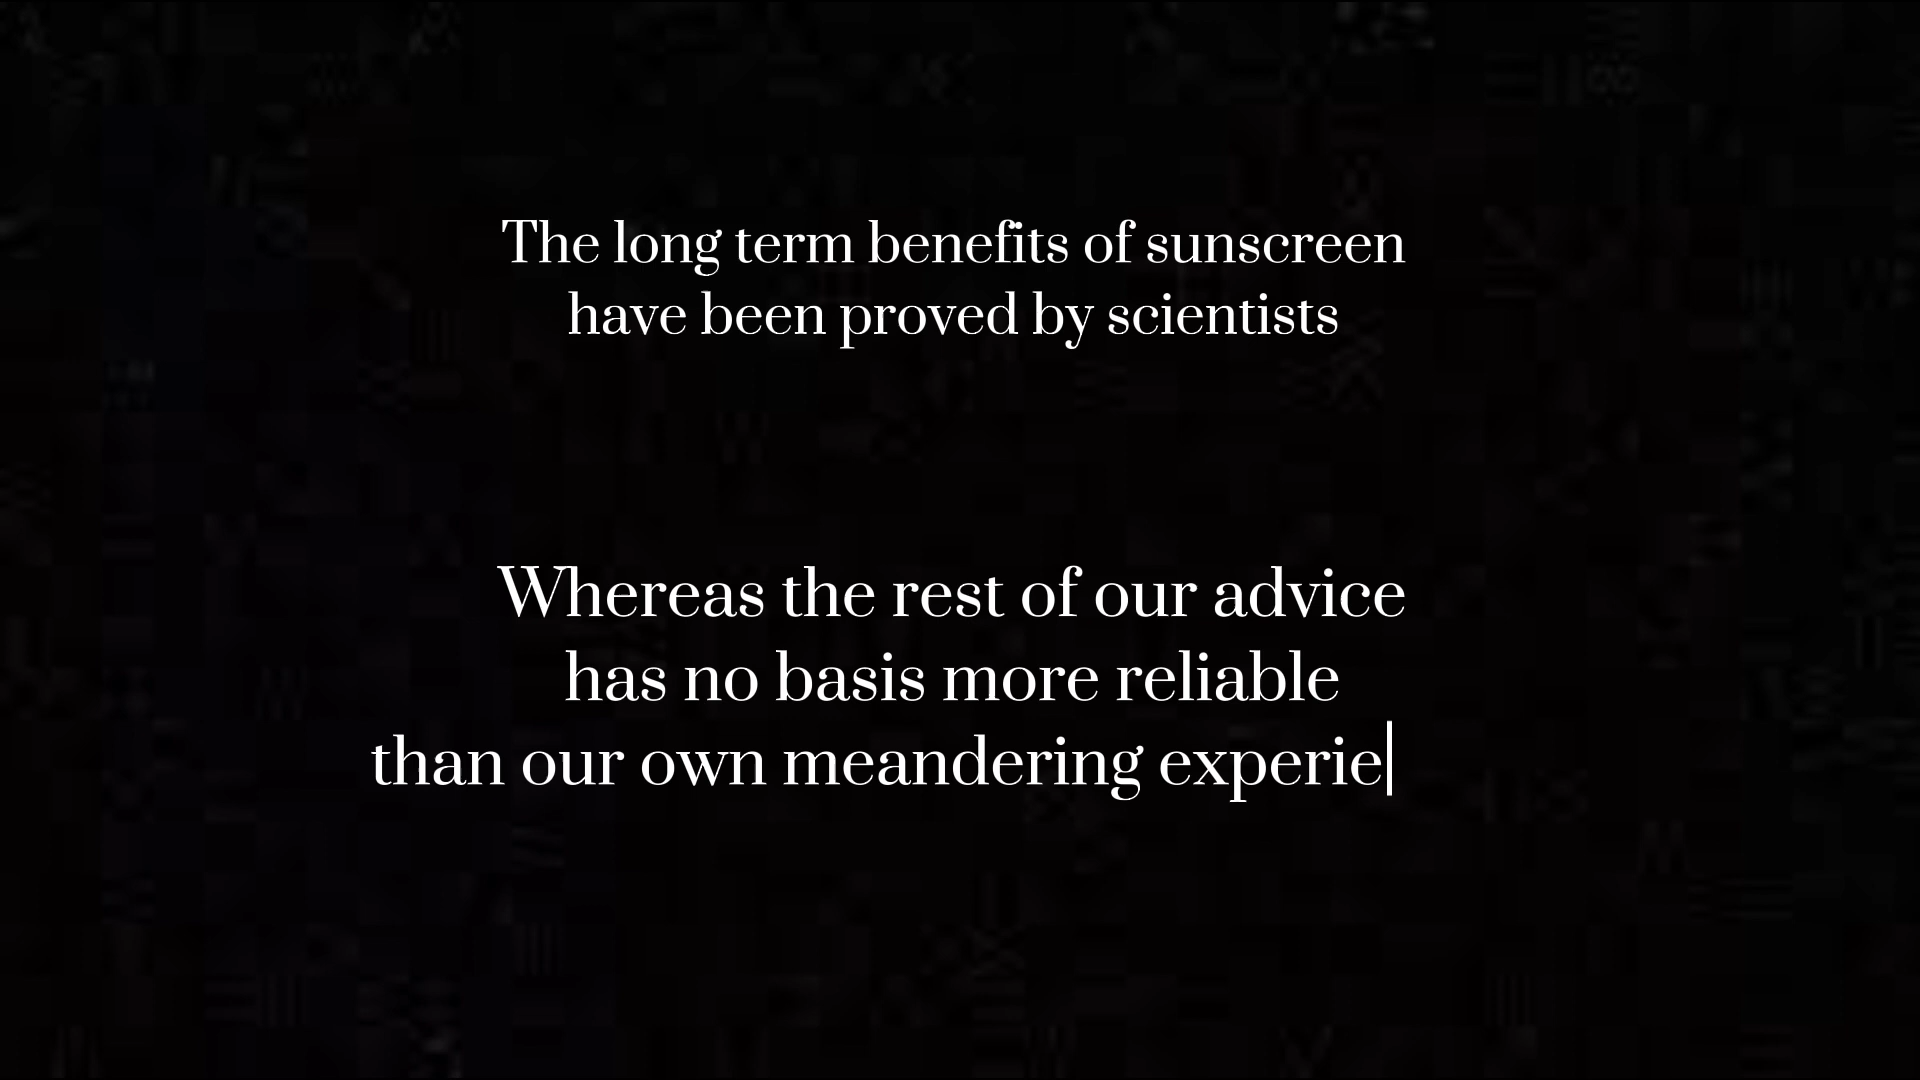 The long term benefits of sunscreen
have been proved by scientists
Whereas the rest of our advice
has no basis more reliable
than our own meandering experie